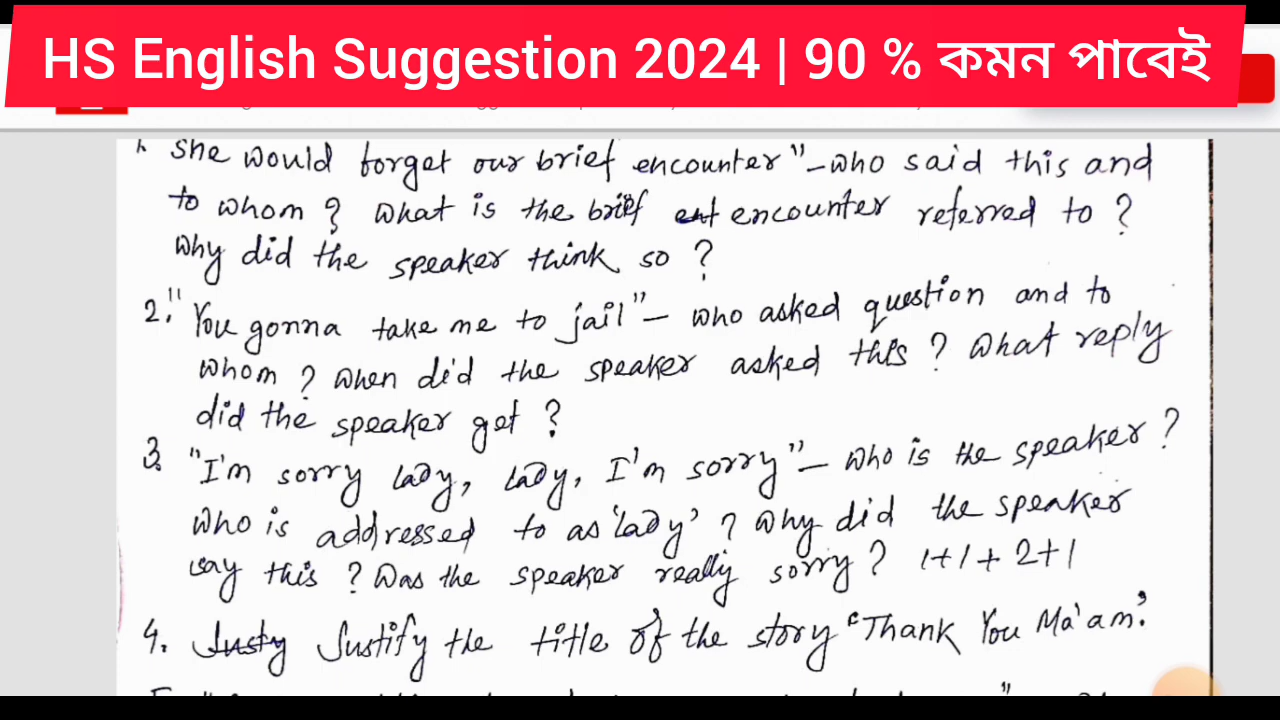 HS English Suggestion 2024 | 90 % কমন পাবেই
she would forget our brief encounter" – who said this and
to whom ? What is the brief ent encounter referred to ?
Why did the speaker think so ?
2. "You gonna take me to jail" – who asked question and to
whom ? When did the speaker asked this ? What reply
did the speaker get ?
3. "I'm sorry lady, lady, I'm sorry" – Who is the speaker ?
Who is addressed to as 'lady' ? Why did the speaker
say this ? Was the speaker really sorry ? 1+1+2+1
4. Justy Justify the title of the story 'Thank You Ma'am'.